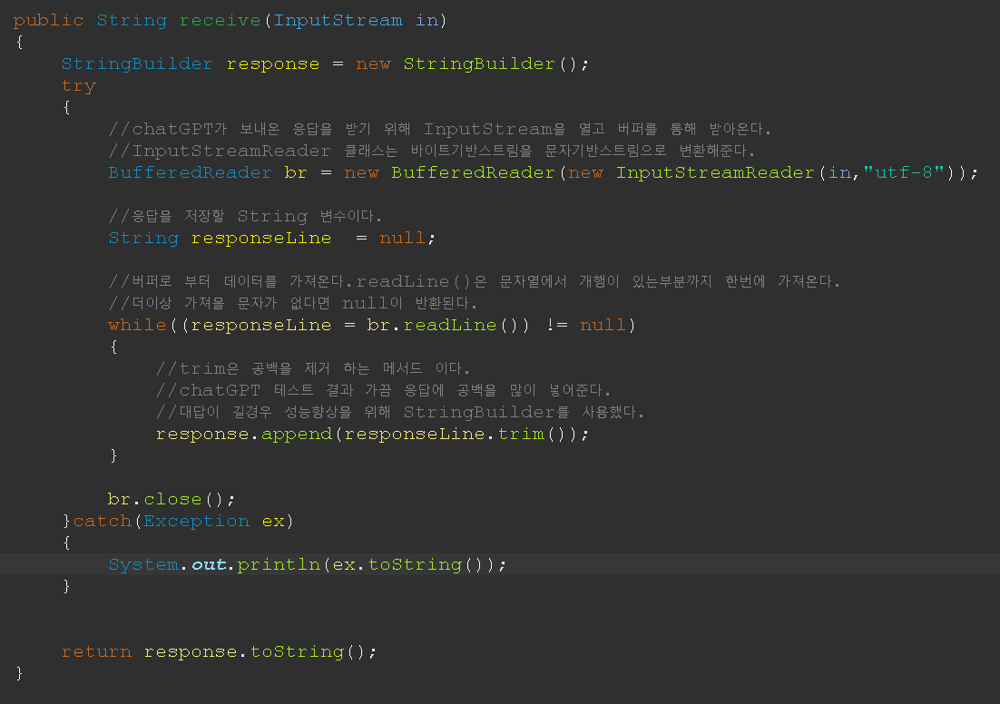 public String receive(InputStream in)
{
StringBuilder response = new StringBuilder();
try
{
//chatGPT가 보내온 응답을 받기 위해 InputStream을 열고 버퍼를 통해 받아온다.
//InputStreamReader 클래스는 바이트기반스트림을 문자기반스트림으로 변환해준다.
BufferedReader br = new BufferedReader(new InputStreamReader(in,"utf-8"));
//응답을 저장할 String 변수이다.
String responseLine  = null;
//버퍼로 부터 데이터를 가져온다.readLine()은 문자열에서 개행이 있는부분까지 한번에 가져온다.
//더이상 가져올 문자가 없다면 null이 반환된다.
while((responseLine = br.readLine()) != null)
{
//trim은 공백을 제거 하는 메서드 이다.
//chatGPT 테스트 결과 가끔 응답에 공백을 많이 넣어준다.
//대답이 길경우 성능향상을 위해 StringBuilder를 사용했다.
response.append(responseLine.trim());
}
br.close();
}catch(Exception ex)
{
System.out.println(ex.toString());
}
return response.toString();
}